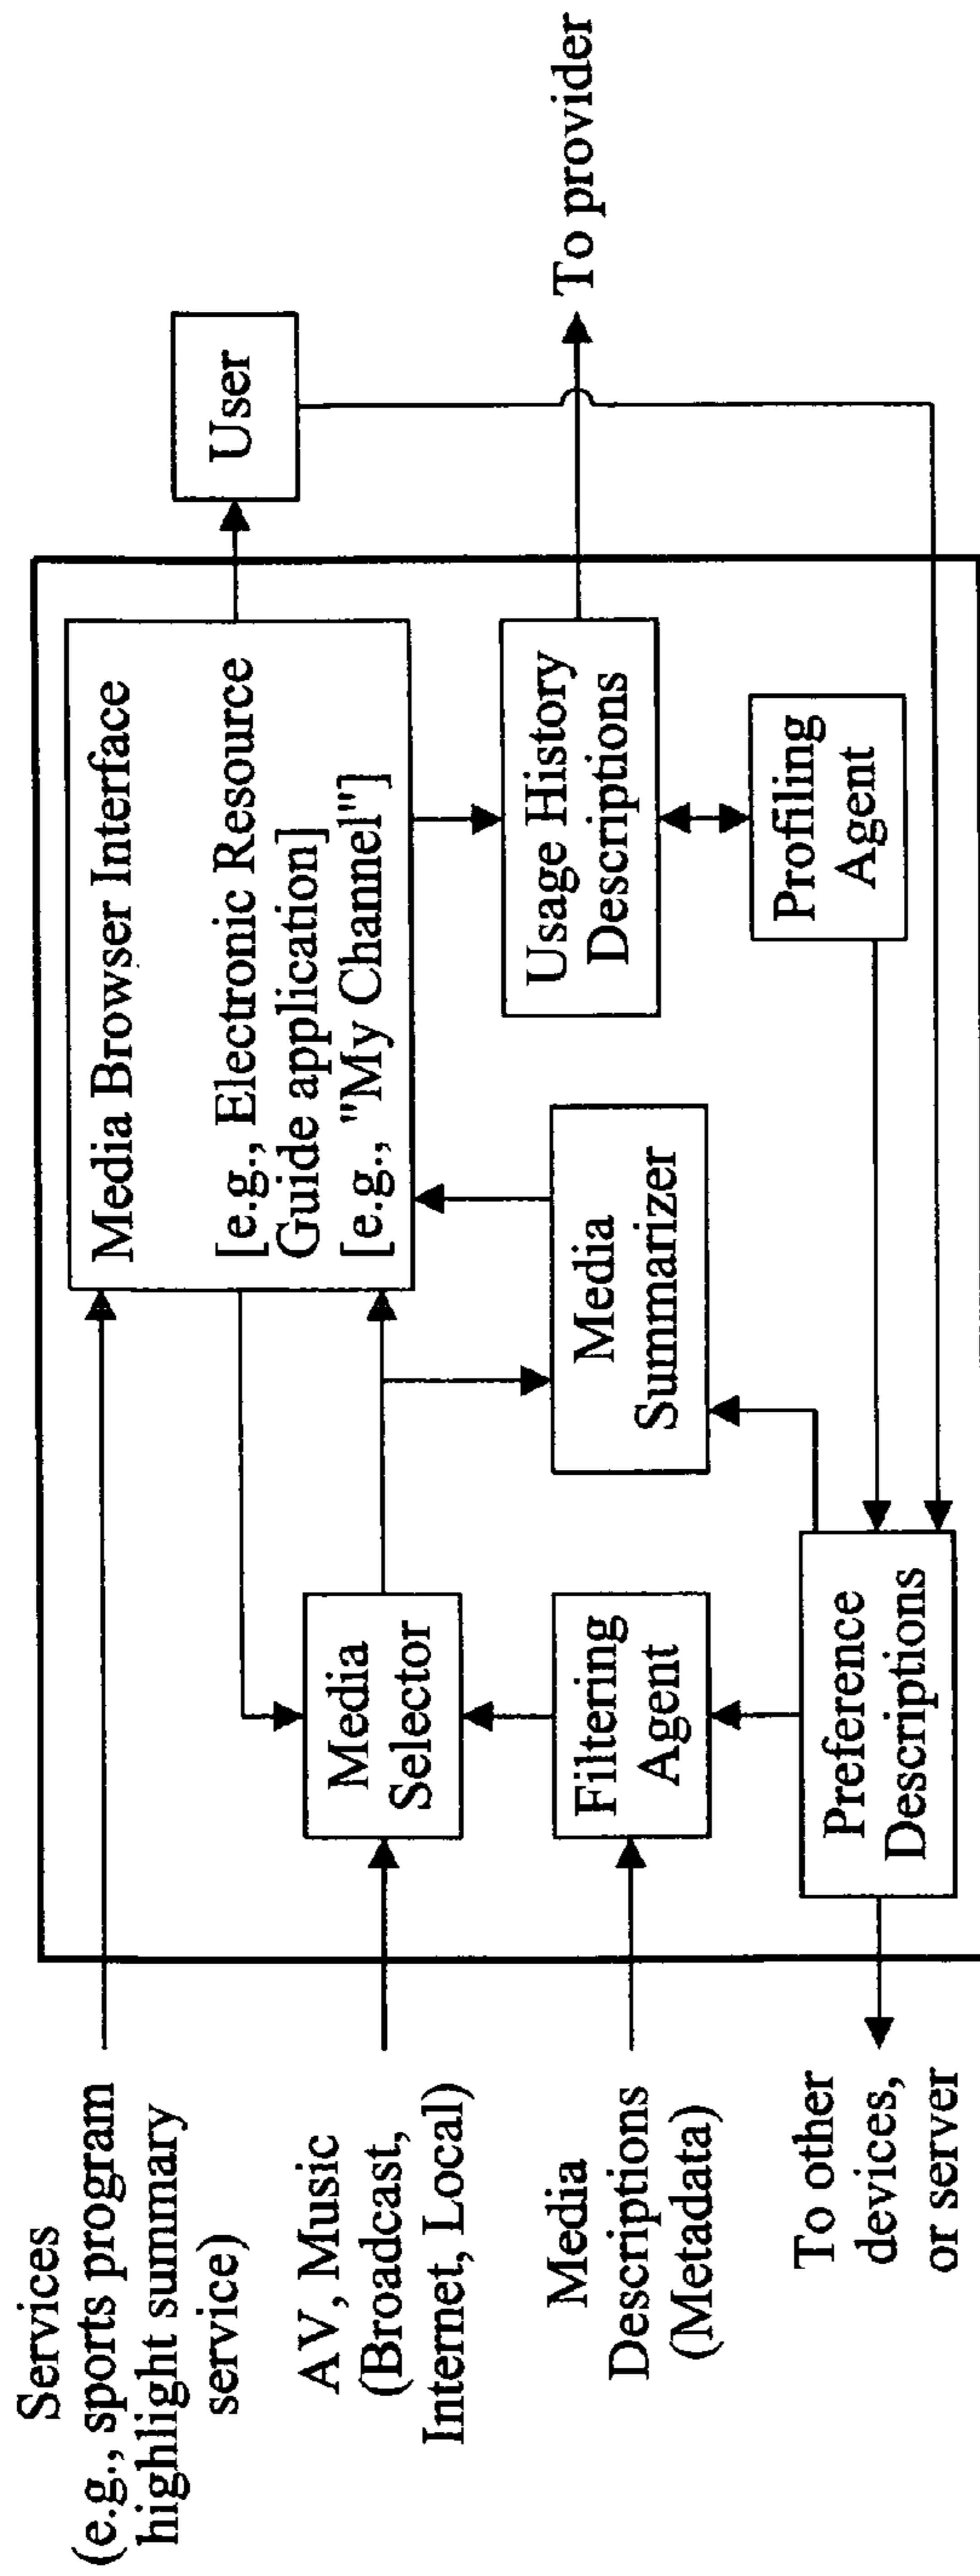 Services
(e.g., sports program
highlight summary
service)
AV, Music
(Broadcast,
Internet, Local)
Media
Descriptions
(Metadata)
To other
devices,
or server
Media
Selector
Filtering
Agent
Preference
Descriptions
Media
Summarizer
Media Browser Interface
[e.g., Electronic Resource
Guide application]
[e.g., "My Channel"]
Usage History
Descriptions
Profiling
Agent
User
To provider